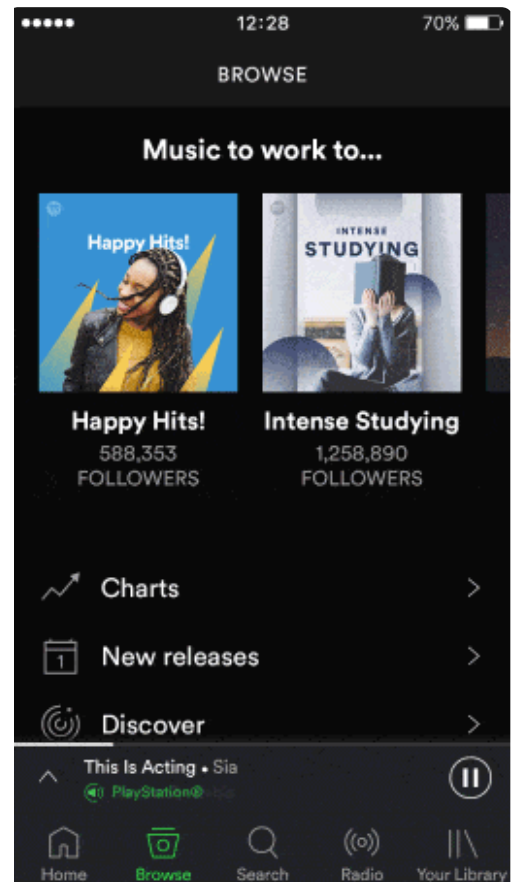 12:28
70%
BROWSE
Music to work to...
Happy Hits!
INTENSE
STUDYING
Happy Hits!
588,353
FOLLOWERS
Intense Studying
1,258,890
FOLLOWERS
Charts
1
New releases
Discover
This Is Acting • Sia
PlayStation®
Home
Browse
Search
Radio
Your Library